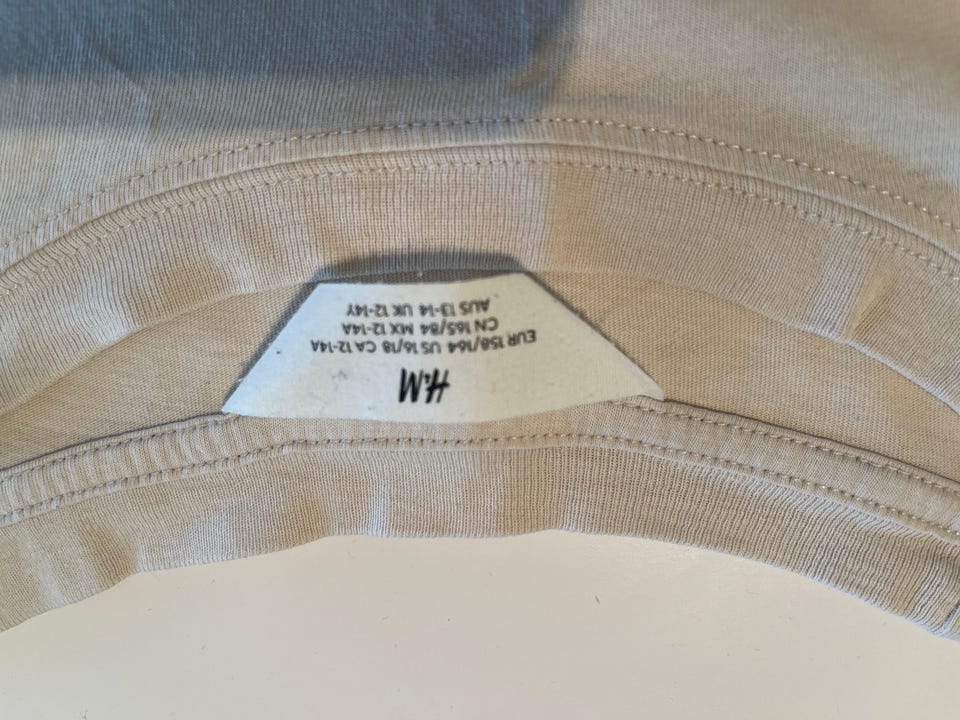 H&M
EUR 158/164 US 16/18 CA 12-14A
CN 165/84 MX 12-14A
AUS 13-14 UK 12-14Y